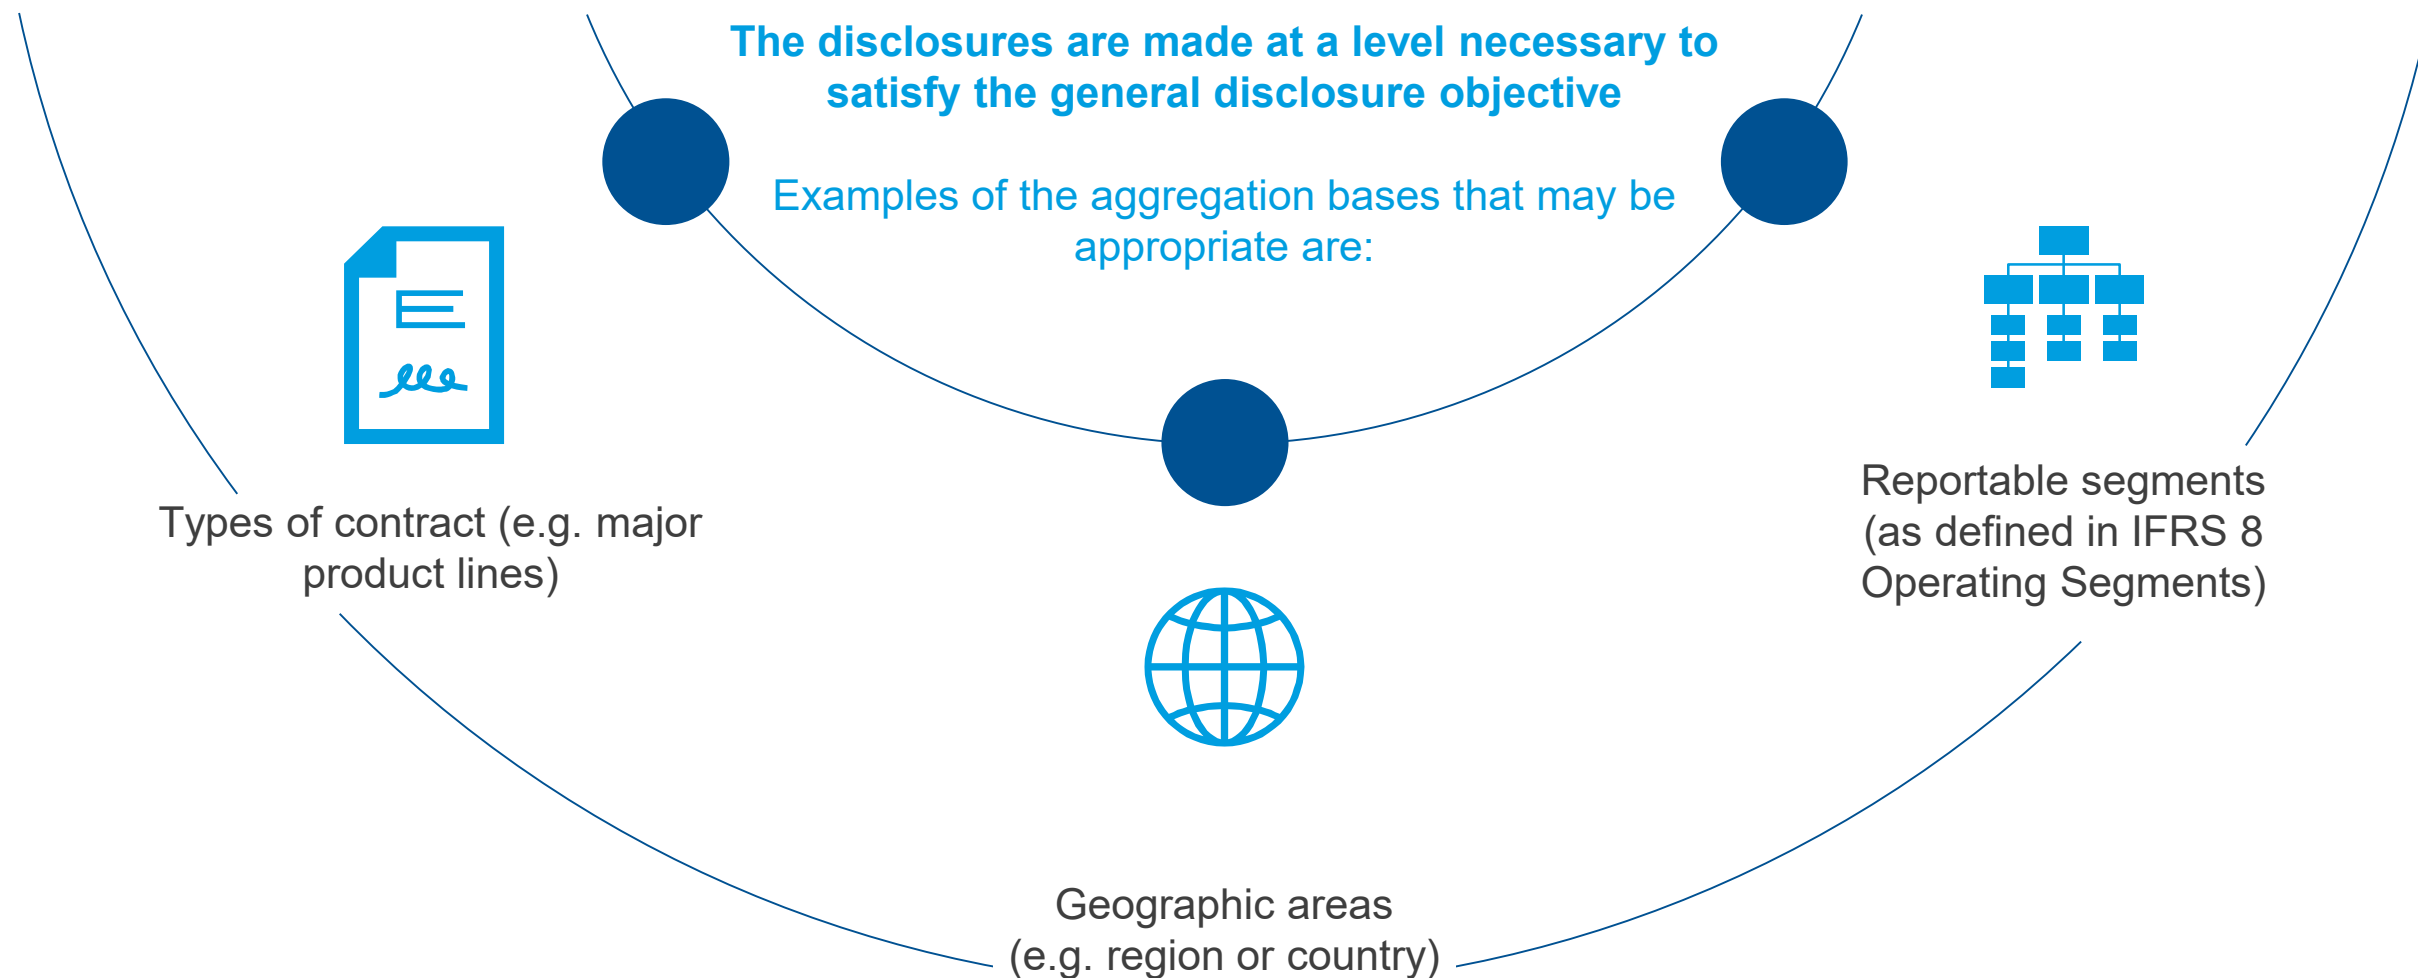 The disclosures are made at a level necessary to
satisfy the general disclosure objective
Examples of the aggregation bases that may be
appropriate are:
Types of contract (e.g. major
product lines)
Geographic areas
(e.g. region or country)
Reportable segments
(as defined in IFRS 8
Operating Segments)